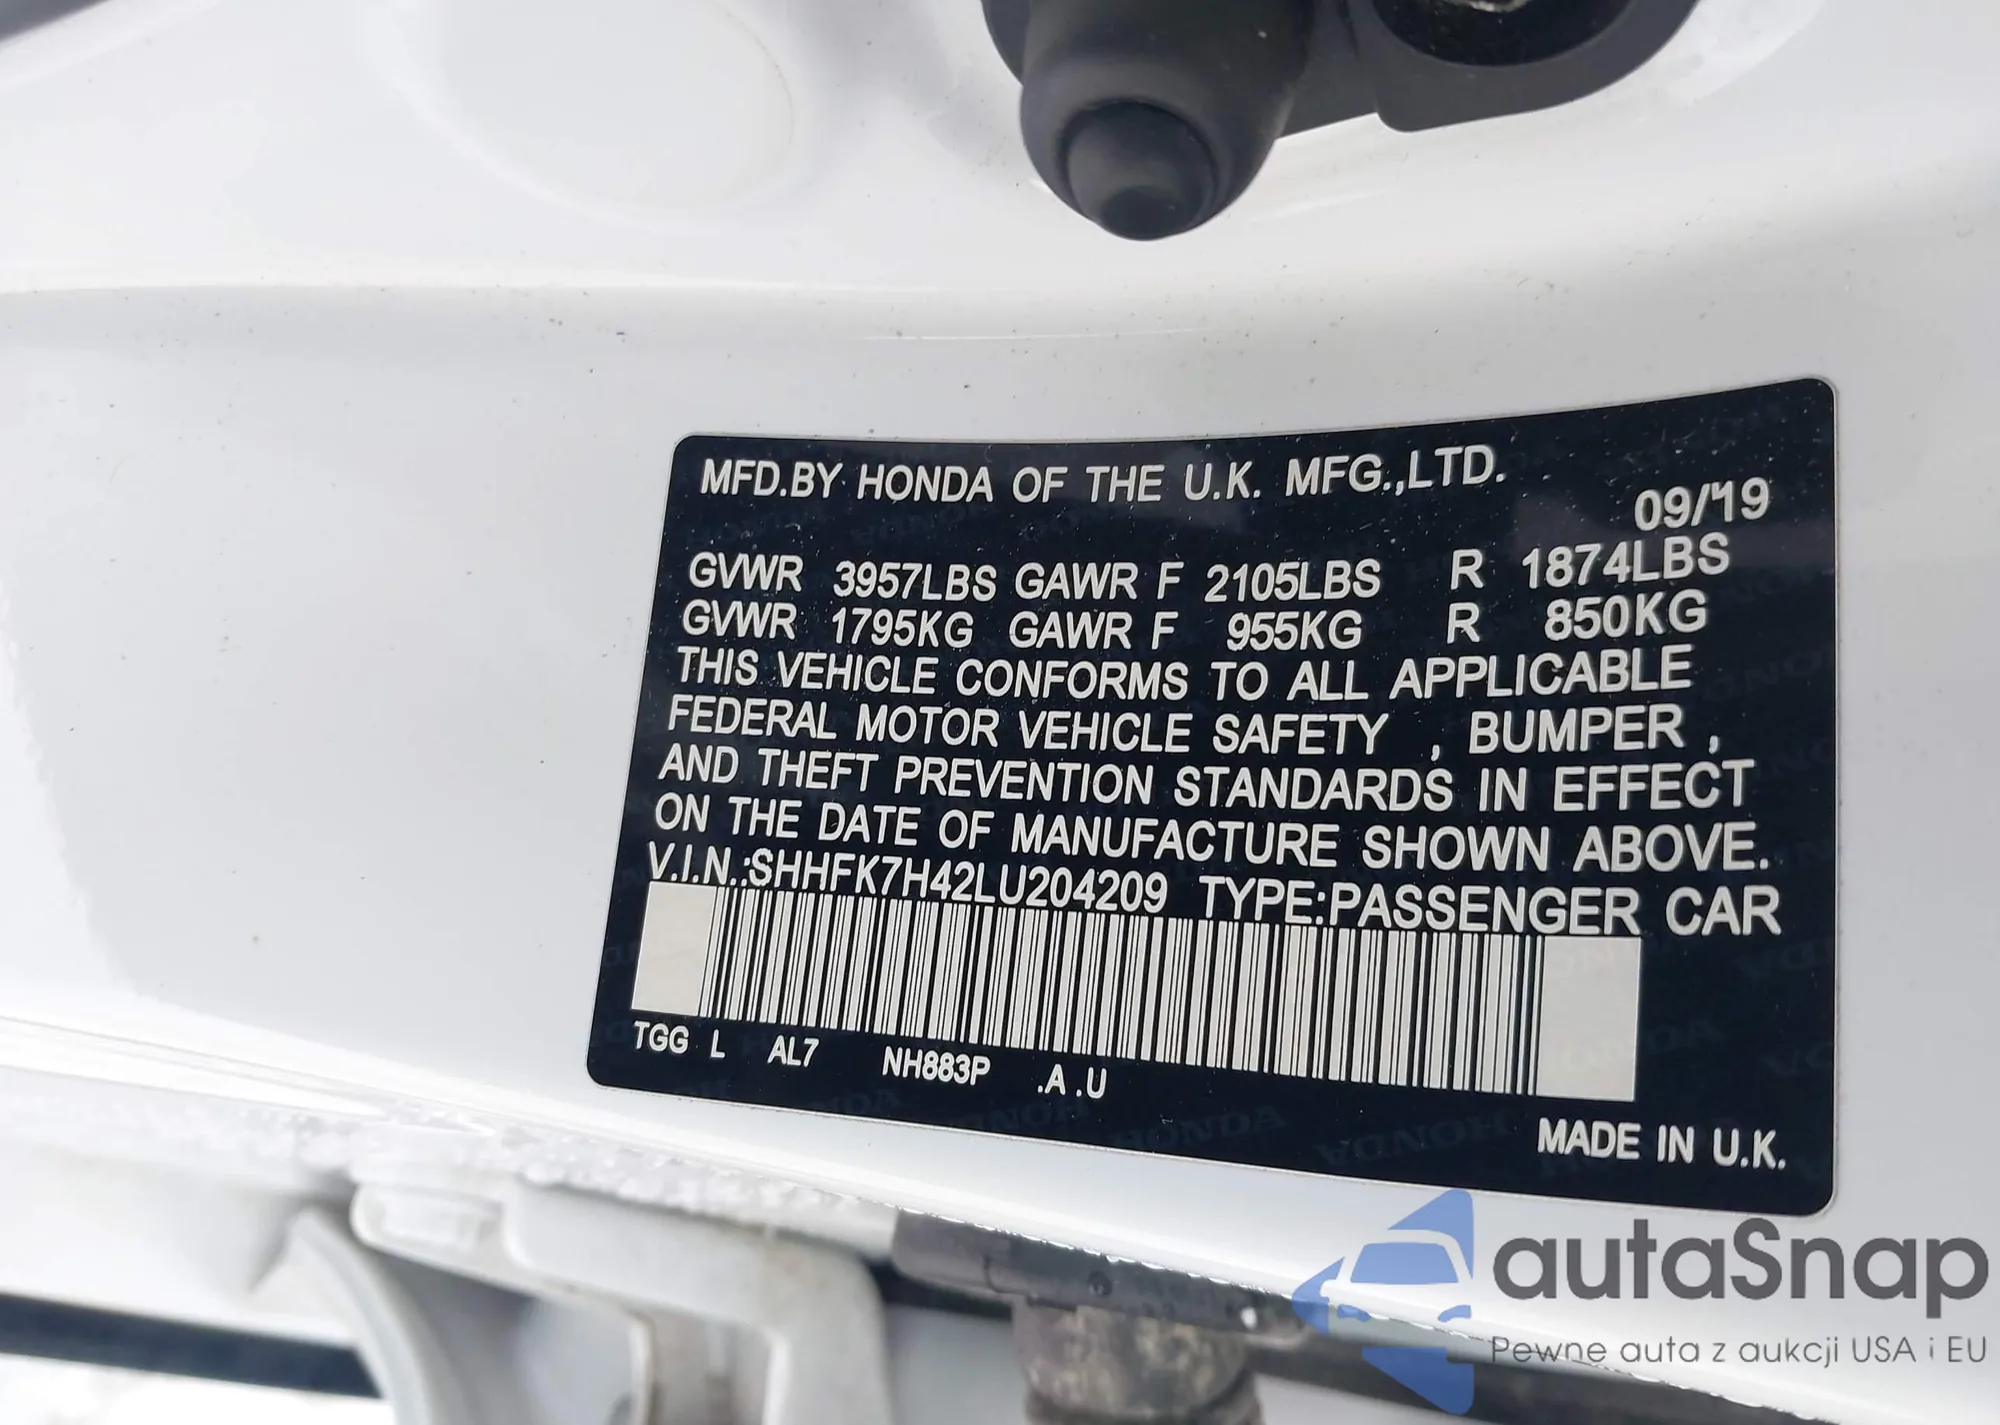 MFD.BY HONDA OF THE U.K. MFG.,LTD.
09/'19
GVWR 3957LBS GAWR F 2105LBS R 1874LBS
GVWR 1795KG GAWR F 955KG R 850KG
THIS VEHICLE CONFORMS TO ALL APPLICABLE
FEDERAL MOTOR VEHICLE SAFETY , BUMPER ,
AND THEFT PREVENTION STANDARDS IN EFFECT
ON THE DATE OF MANUFACTURE SHOWN ABOVE.
V.I.N.:SHHFK7H42LU204209 TYPE:PASSENGER CAR
TGG L AL7 NH883P .A .U
MADE IN U.K.
autaSnap
Pewne auta z aukcji USA i EU